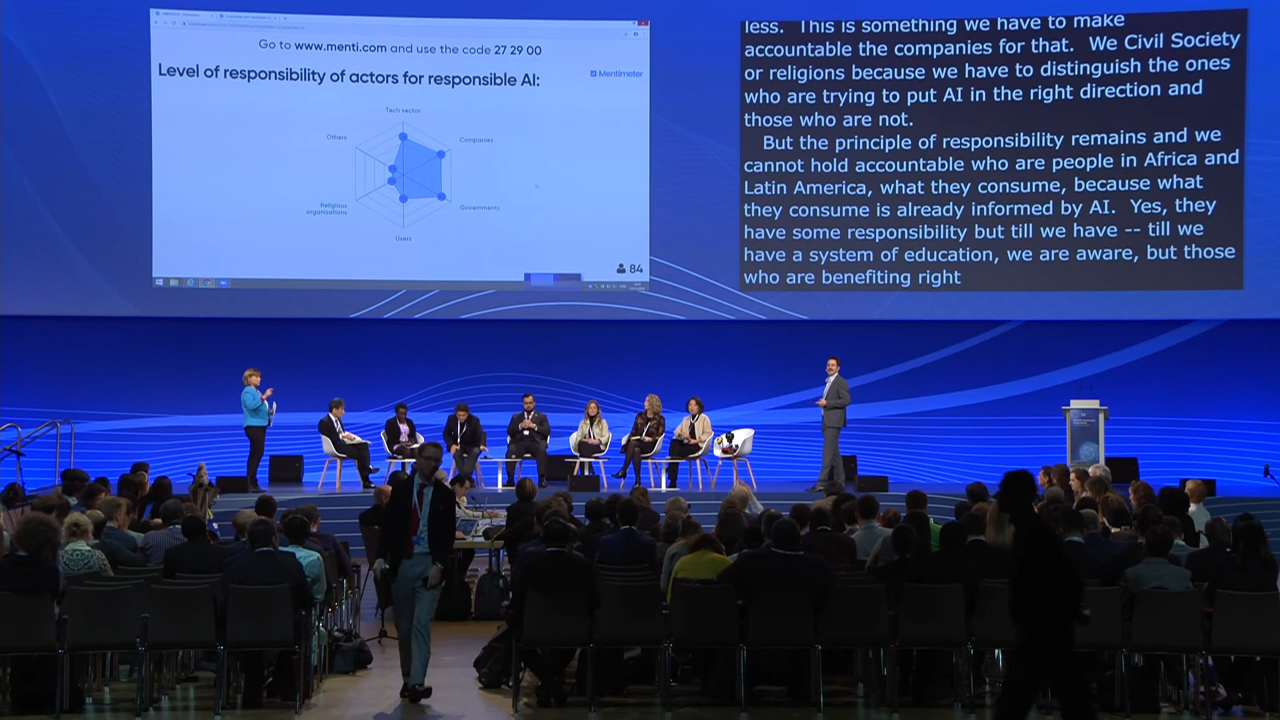 Go to www.menti.com and use the code 27 29 00
Level of responsibility of actors for responsible AI:
Mentimeter
Tech sector
Others
Companies
Religious
organisations
Governments
Users
84
less. This is something we have to make
accountable the companies for that. We Civil Society
or religions because we have to distinguish the ones
who are trying to put AI in the right direction and
those who are not.
But the principle of responsibility remains and we
cannot hold accountable who are people in Africa and
Latin America, what they consume, because what
they consume is already informed by AI. Yes, they
have some responsibility but till we have -- till we
have a system of education, we are aware, but those
who are benefiting right